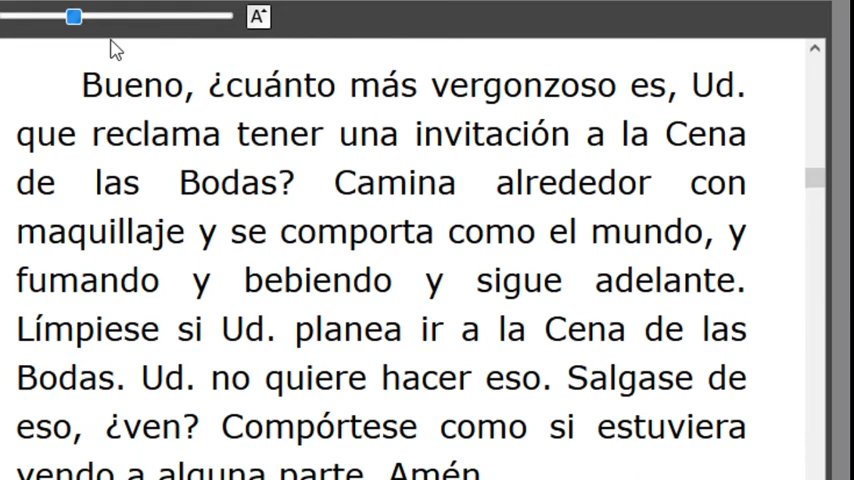 A
Bueno, ¿cuánto más vergonzoso es, Ud.
que reclama tener una invitación a la Cena
de las Bodas? Camina alrededor con
maquillaje y se comporta como el mundo, y
fumando y bebiendo y sigue adelante.
Límpiese si Ud. planea ir a la Cena de las
Bodas. Ud. no quiere hacer eso. Salgase de
eso, ¿ven? Compórtese como si estuviera
yendo a alguna parte. Amén